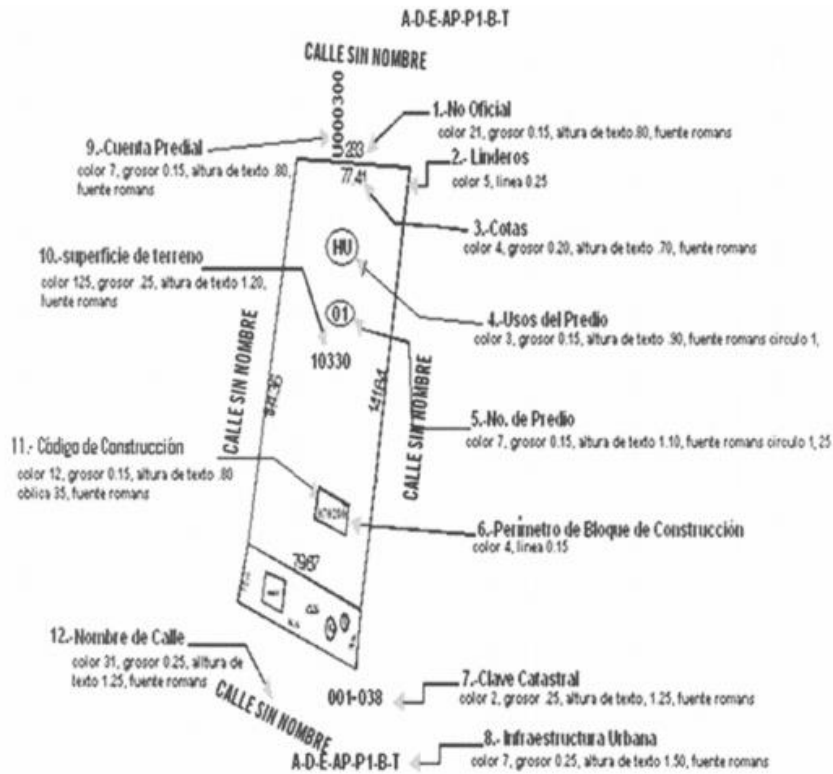 A-D-E-AP-P1-B-T
CALLE SIN NOMBRE
U000300
1.-No Oficial
color 21, grosor 0.15, altura de texto.80, fuente romans
233
9.-Cuenta Predial
color 7, grosor 0.15, altura de texto .80,
fuente romans
2.- Linderos
color 5, linea 0.25
77.41
3.-Cotas
color 4, grosor 0.20, altura de texto .70, fuente romans
HU
10.-superficie de terreno
color 125, grosor .25, altura de texto 1.20,
fuente romans
4.-Usos del Predio
color 3, grosor 0.15, altura de texto .90, fuente romans circulo 1,
01
10330
CALLE SIN NOMBRE
141.64
CALLE SIN NOMBRE
5.-No. de Predio
color 7, grosor 0.15, altura de texto 1.10, fuente romans circulo 1, 25
11.- Código de Construcción
color 12, grosor 0.15, altura de texto .80
oblica 35, fuente romans
6.-Perímetro de Bloque de Construcción
color 4, linea 0.15
79.67
12.-Nombre de Calle
color 31, grosor 0.25, alltura de
texto 1.25, fuente romans
CALLE SIN NOMBRE
001-038
7.-Clave Catastral
color 2, grosor .25, altura de texto, 1.25, fuente romans
8.- Infraestructura Urbana
color 7, grosor 0.25, altura de texto 1.50, fuente romans
A-D-E-AP-P1-B-T